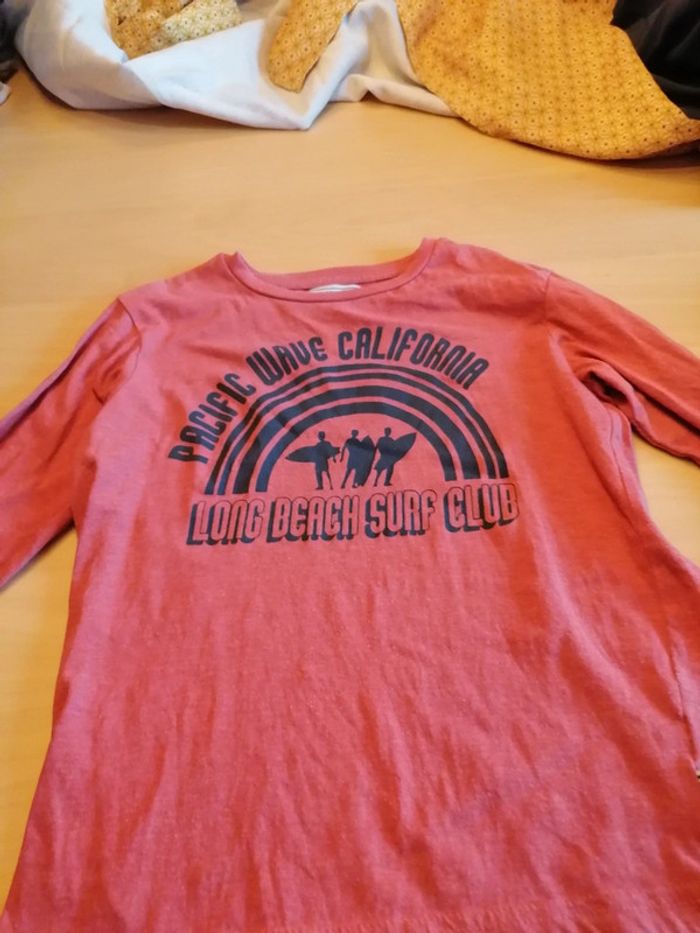 PACIFIC WAVE CALIFORNIA
LONG BEACH SURF CLUB